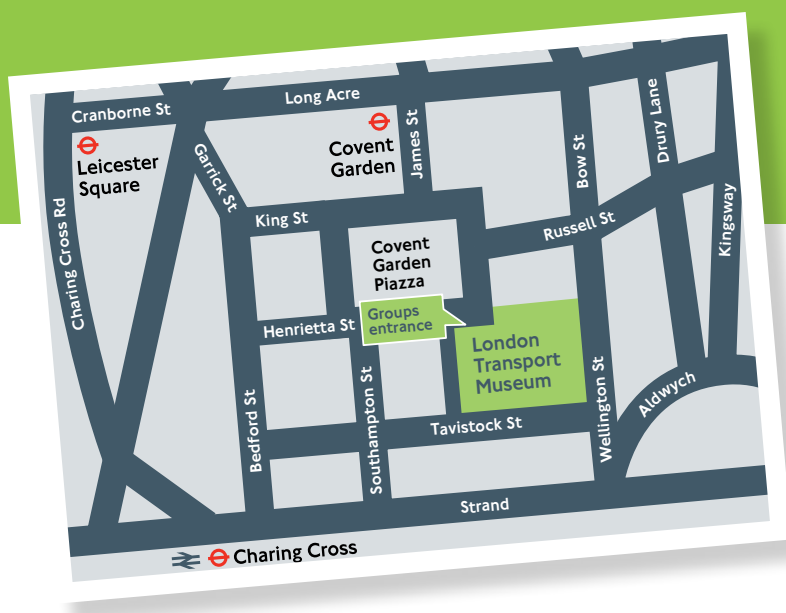 Cranborne St
Long Acre
Leicester
Square
Covent
Garden
James St
Garrick St
Bow St
Drury Lane
Charing Cross Rd
King St
Russell St
Kingsway
Covent
Garden
Piazza
Groups
entrance
Henrietta St
London
Transport
Museum
Bedford St
Southampton St
Tavistock St
Wellington St
Aldwych
Strand
Charing Cross